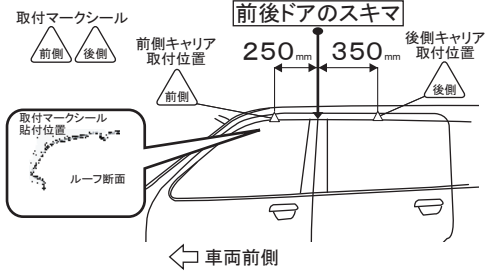 取付マークシール
前側
後側
前後ドアのスキマ
前側キャリア
取付位置
前側
250mm
350mm
後側キャリア
取付位置
後側
取付マークシール
貼付位置
ルーフ断面
車両前側